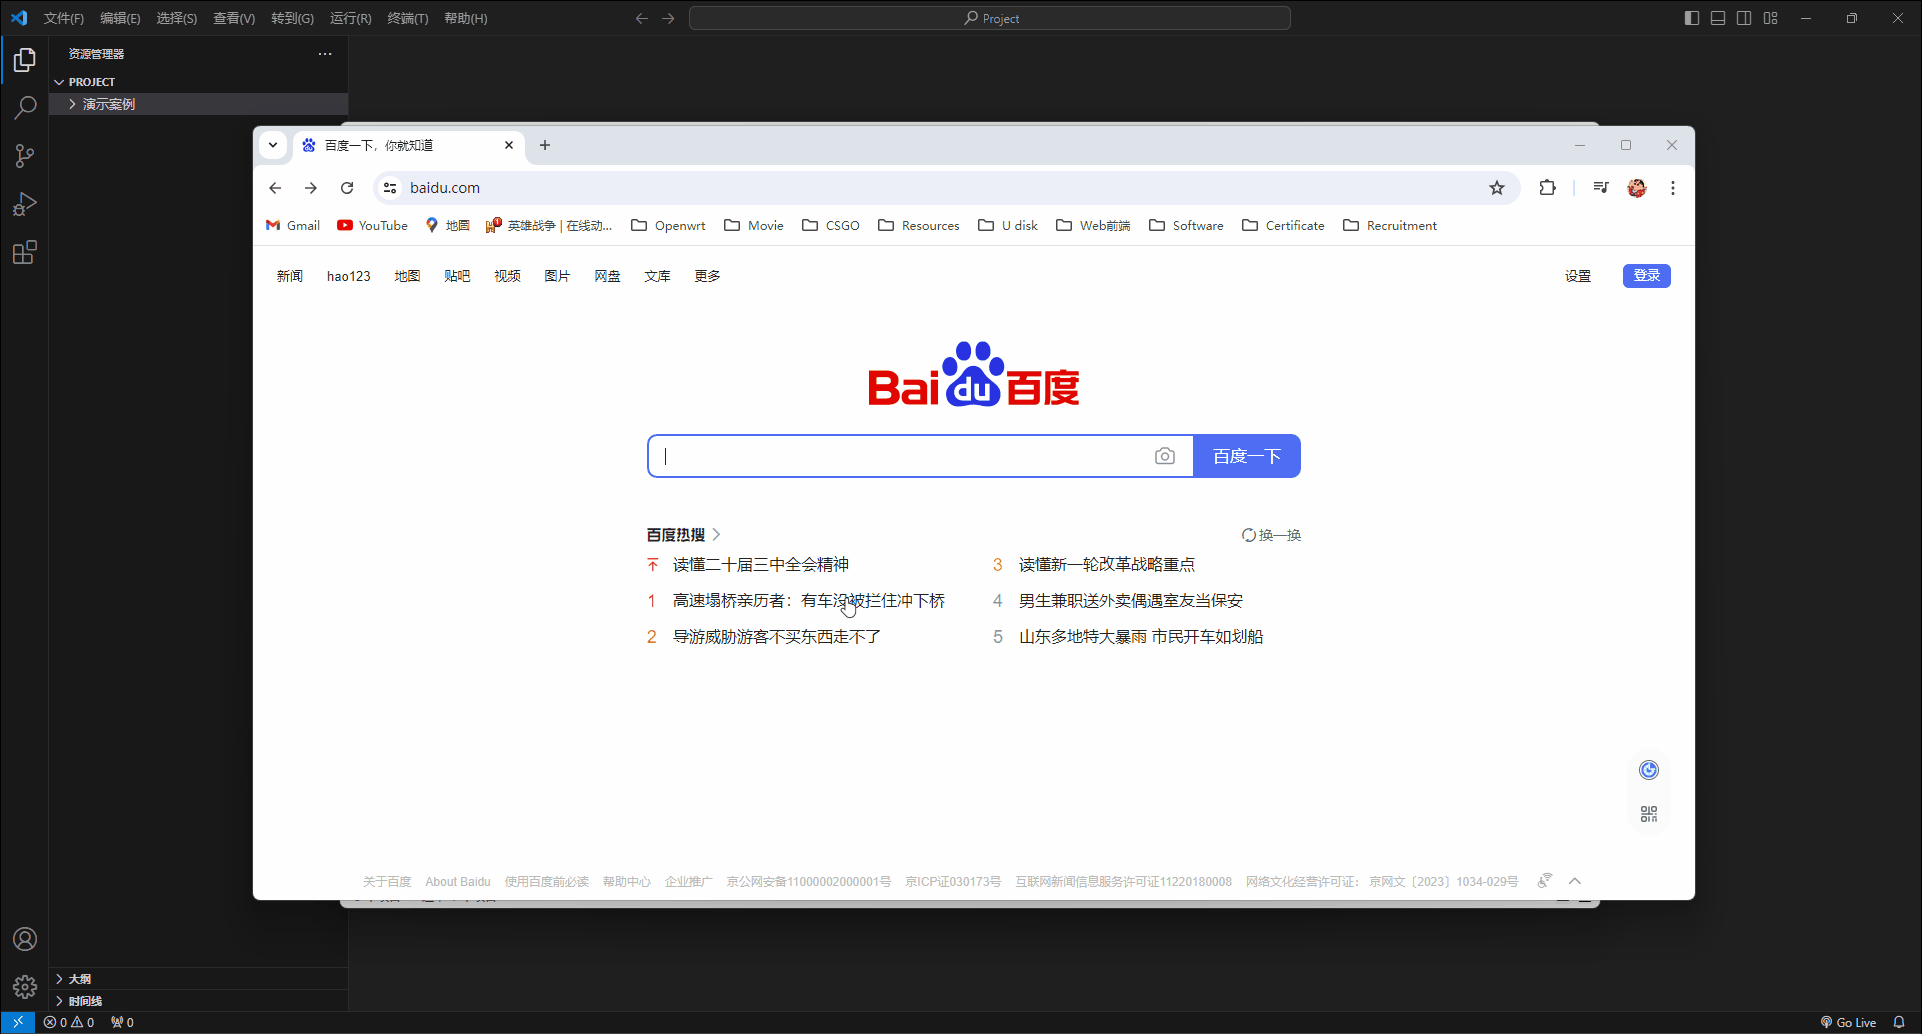 文件(F) 编辑(E) 选择(S) 查看(V) 转到(G) 运行(R) 终端(T) 帮助(H) Project
资源管理器
PROJECT
演示案例
百度一下，你就知道
baidu.com
Gmail YouTube 地图 英雄战争 | 在线动... Openwrt Movie CSGO Resources U disk Web前端 Software Certificate Recruitment
新闻 hao123 地图 贴吧 视频 图片 网盘 文库 更多 设置 登录
Bai du 百度
百度一下
百度热搜 换一换
读懂二十届三中全会精神
1 高速塌桥亲历者：有车没被拦住冲下桥
2 导游威胁游客不买东西走不了
3 读懂新一轮改革战略重点
4 男生兼职送外卖偶遇室友当保安
5 山东多地特大暴雨 市民开车如划船
关于百度 About Baidu 使用百度前必读 帮助中心 企业推广 京公网安备11000002000001号 京ICP证030173号 互联网新闻信息服务许可证11220180008 网络文化经营许可证： 京网文〔2023〕1034-029号
大纲
时间线
0 0 0 Go Live